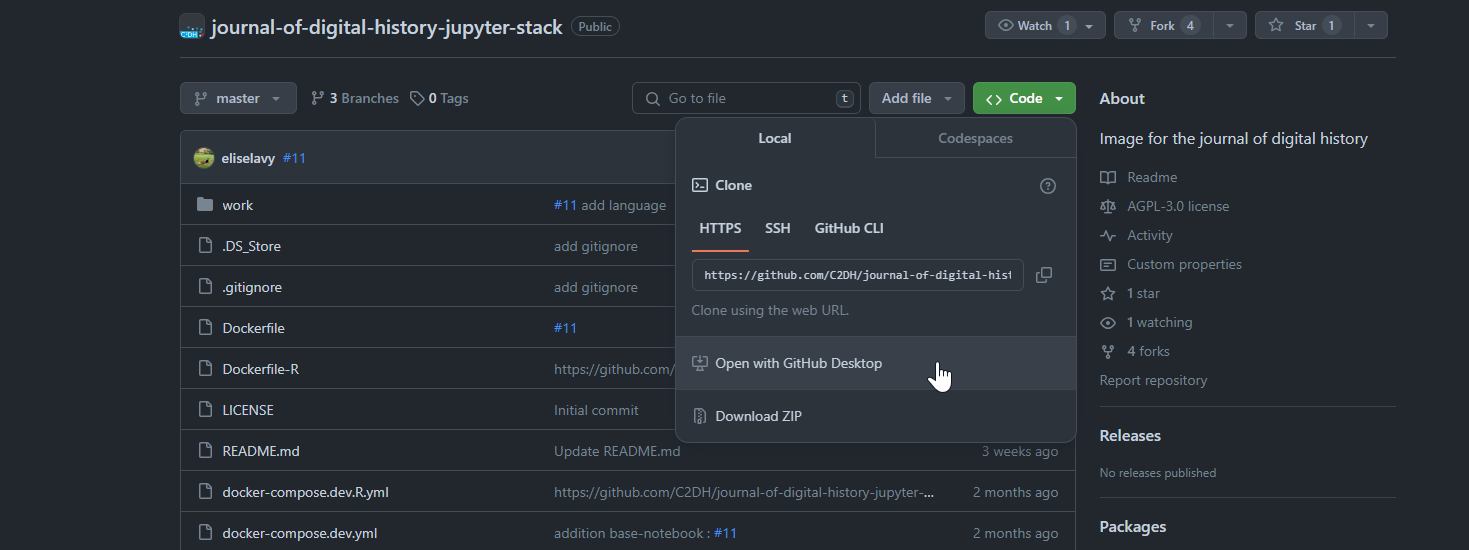 journal-of-digital-history-jupyter-stack Public Watch 1 Fork 4 Star 1
master 3 Branches 0 Tags Go to file t Add file Code
eliselavy #11
work #11 add language
.DS_Store add gitignore
.gitignore add gitignore
Dockerfile #11
Dockerfile-R https://github.com/
LICENSE Initial commit
README.md Update README.md 3 weeks ago
docker-compose.dev.R.yml https://github.com/C2DH/journal-of-digital-history-jupyter-... 2 months ago
docker-compose.dev.yml addition base-notebook : #11 2 months ago
Local Codespaces
Clone
HTTPS SSH GitHub CLI
https://github.com/C2DH/journal-of-digital-hist
Clone using the web URL.
Open with GitHub Desktop
Download ZIP
About
Image for the journal of digital history
Readme
AGPL-3.0 license
Activity
Custom properties
1 star
1 watching
4 forks
Report repository
Releases
No releases published
Packages